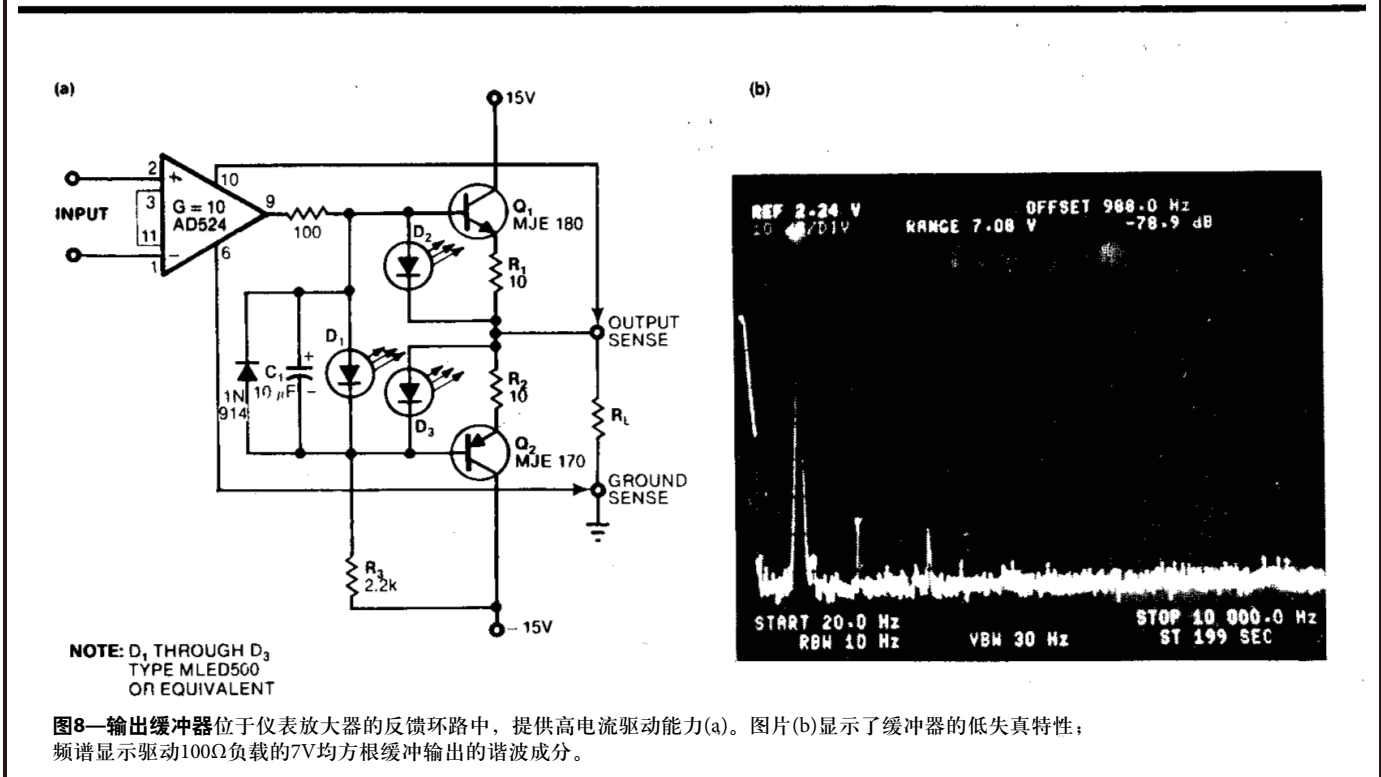 (a)
15V
2
+
10
3
G = 10
AD524
9
INPUT
11
−
1
6
100
Q1
MJE 180
D2
R1
10
OUTPUT
SENSE
D1
+
C1
10 μF
−
1N
914
D3
R2
10
RL
Q2
MJE 170
GROUND
SENSE
R3
2.2k
− 15V
NOTE: D1 THROUGH D3
TYPE MLED500
OR EQUIVALENT
(b)
REF 2.24 V
OFFSET 988.0 Hz
10 dB/DIV
RANGE 7.08 V
-78.9 dB
START 20.0 Hz
STOP 10 000.0 Hz
RBW 10 Hz
VBW 30 Hz
ST 199 SEC
图8—输出缓冲器位于仪表放大器的反馈环路中，提供高电流驱动能力(a)。图片(b)显示了缓冲器的低失真特性；
频谱显示驱动100Ω负载的7V均方根缓冲输出的谐波成分。